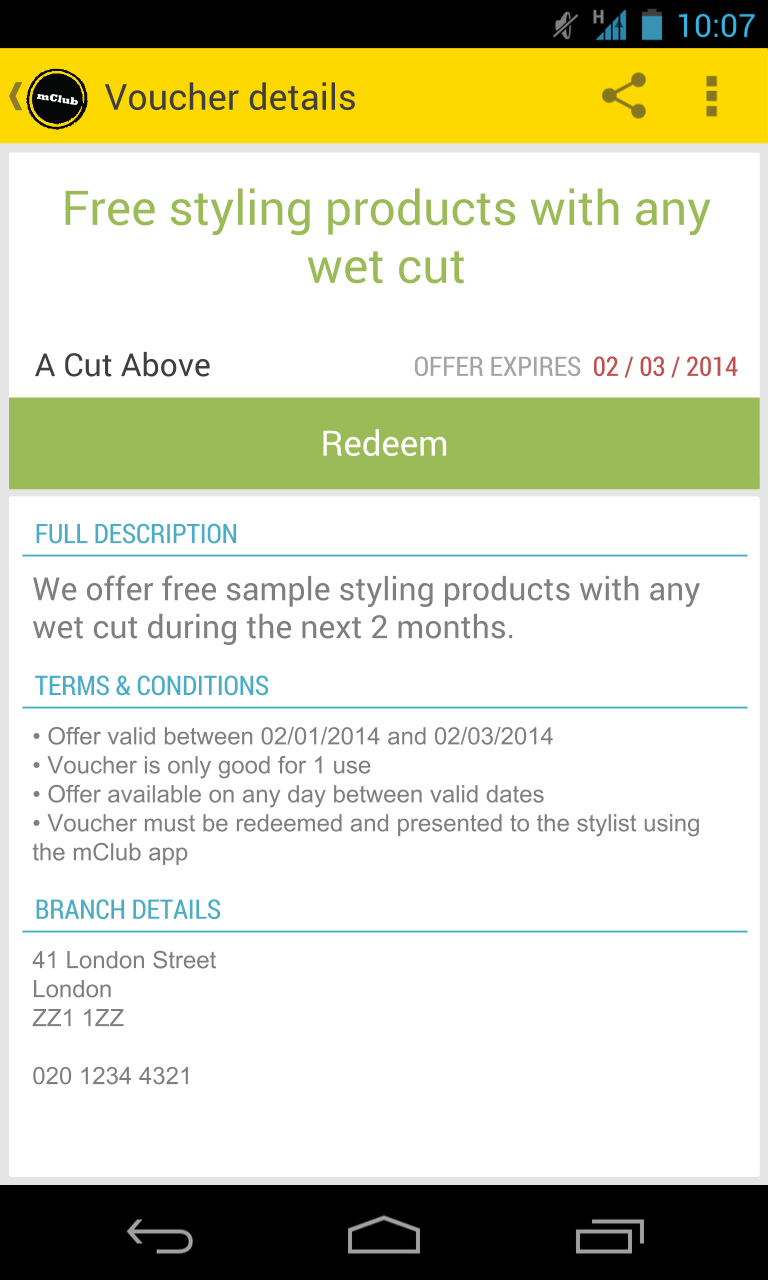 H 10:07
mClub Voucher details
Free styling products with any
wet cut
A Cut Above OFFER EXPIRES 02 / 03 / 2014
Redeem
FULL DESCRIPTION
We offer free sample styling products with any
wet cut during the next 2 months.
TERMS & CONDITIONS
• Offer valid between 02/01/2014 and 02/03/2014
• Voucher is only good for 1 use
• Offer available on any day between valid dates
• Voucher must be redeemed and presented to the stylist using
the mClub app
BRANCH DETAILS
41 London Street
London
ZZ1 1ZZ
020 1234 4321